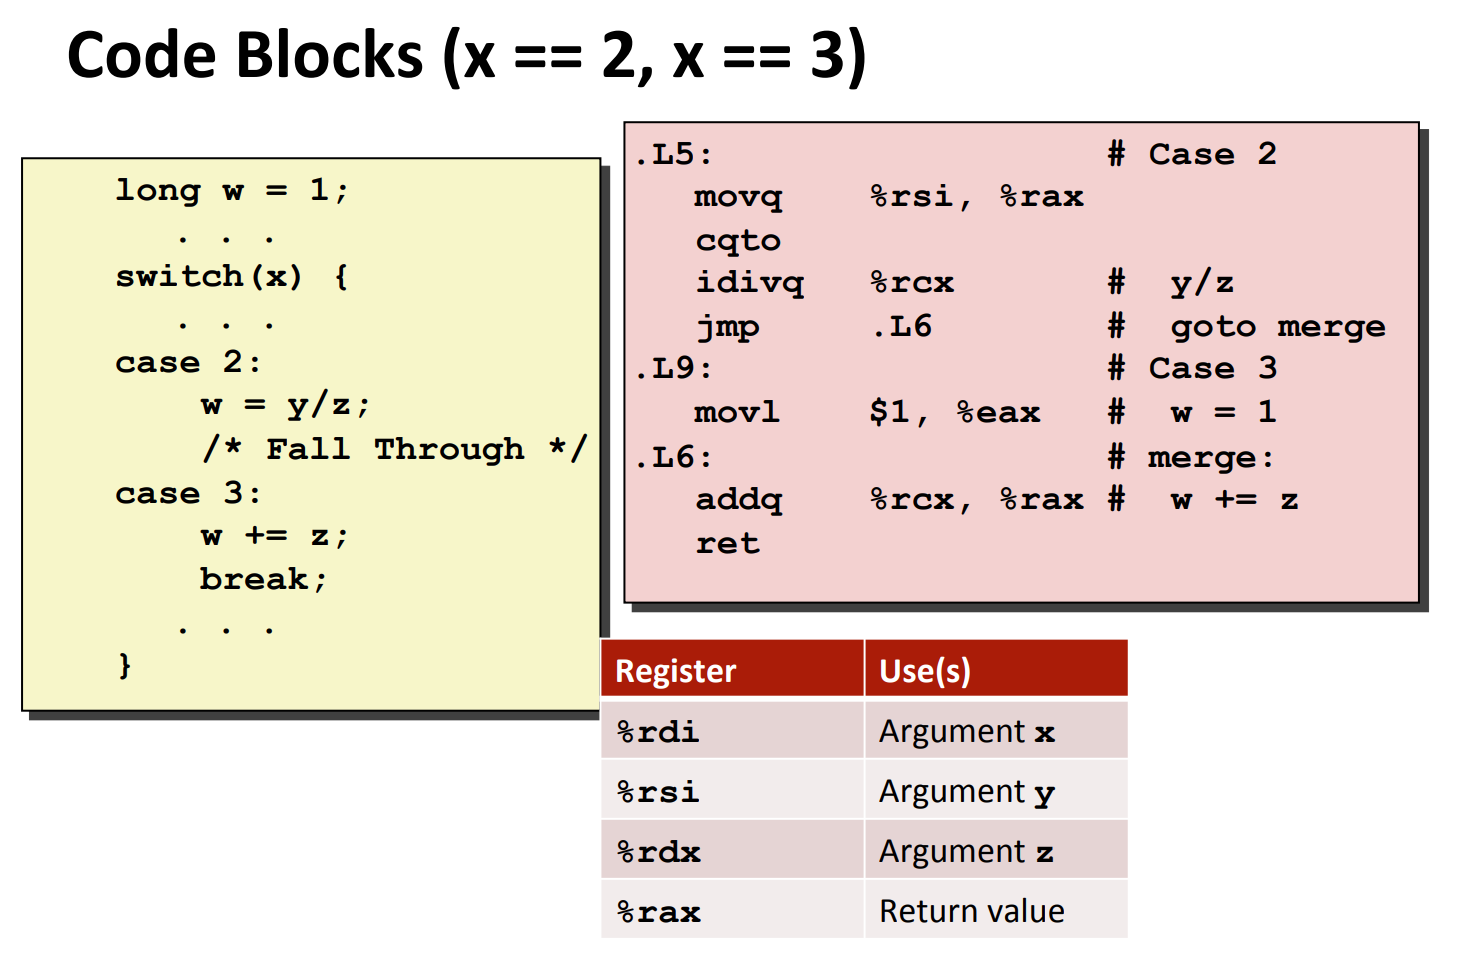 Code Blocks (x == 2, x == 3)
long w = 1;
. . .
switch(x) {
. . .
case 2:
w = y/z;
/* Fall Through */
case 3:
w += z;
break;
. . .
}
.L5: # Case 2
movq %rsi, %rax
cqto
idivq %rcx # y/z
jmp .L6 # goto merge
.L9: # Case 3
movl $1, %eax # w = 1
.L6: # merge:
addq %rcx, %rax # w += z
ret
Register Use(s)
%rdi Argument x
%rsi Argument y
%rdx Argument z
%rax Return value